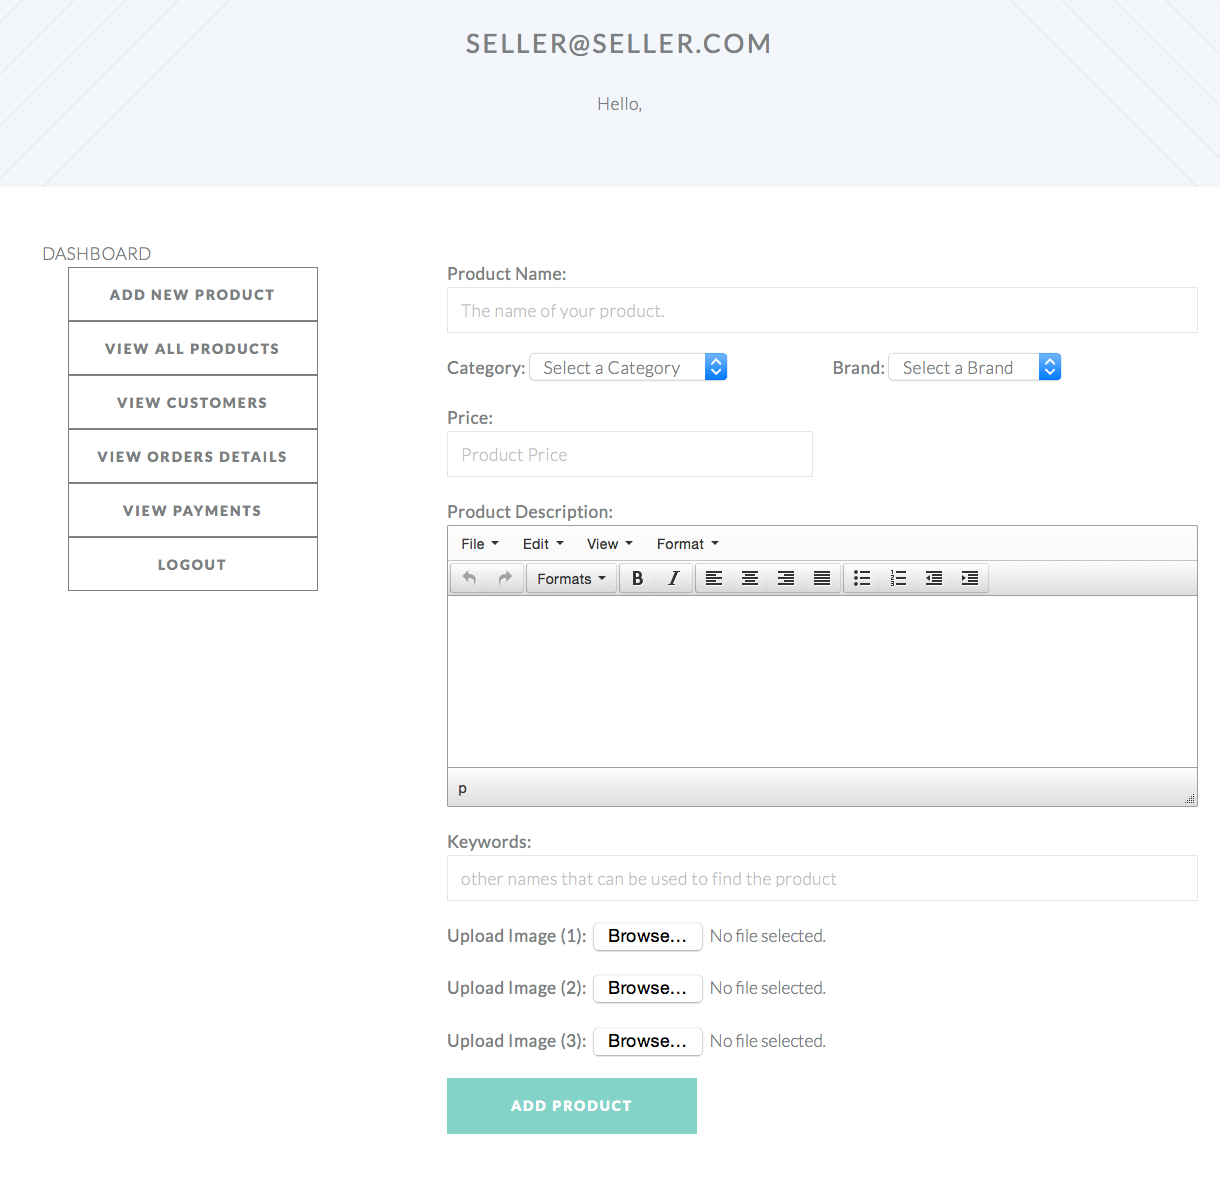 SELLER@SELLER.COM
Hello,
DASHBOARD
ADD NEW PRODUCT
VIEW ALL PRODUCTS
VIEW CUSTOMERS
VIEW ORDERS DETAILS
VIEW PAYMENTS
LOGOUT
Product Name:
The name of your product.
Category: Select a Category Brand: Select a Brand
Price:
Product Price
Product Description:
File Edit View Format
Formats B I
p
Keywords:
other names that can be used to find the product
Upload Image (1): Browse... No file selected.
Upload Image (2): Browse... No file selected.
Upload Image (3): Browse... No file selected.
ADD PRODUCT